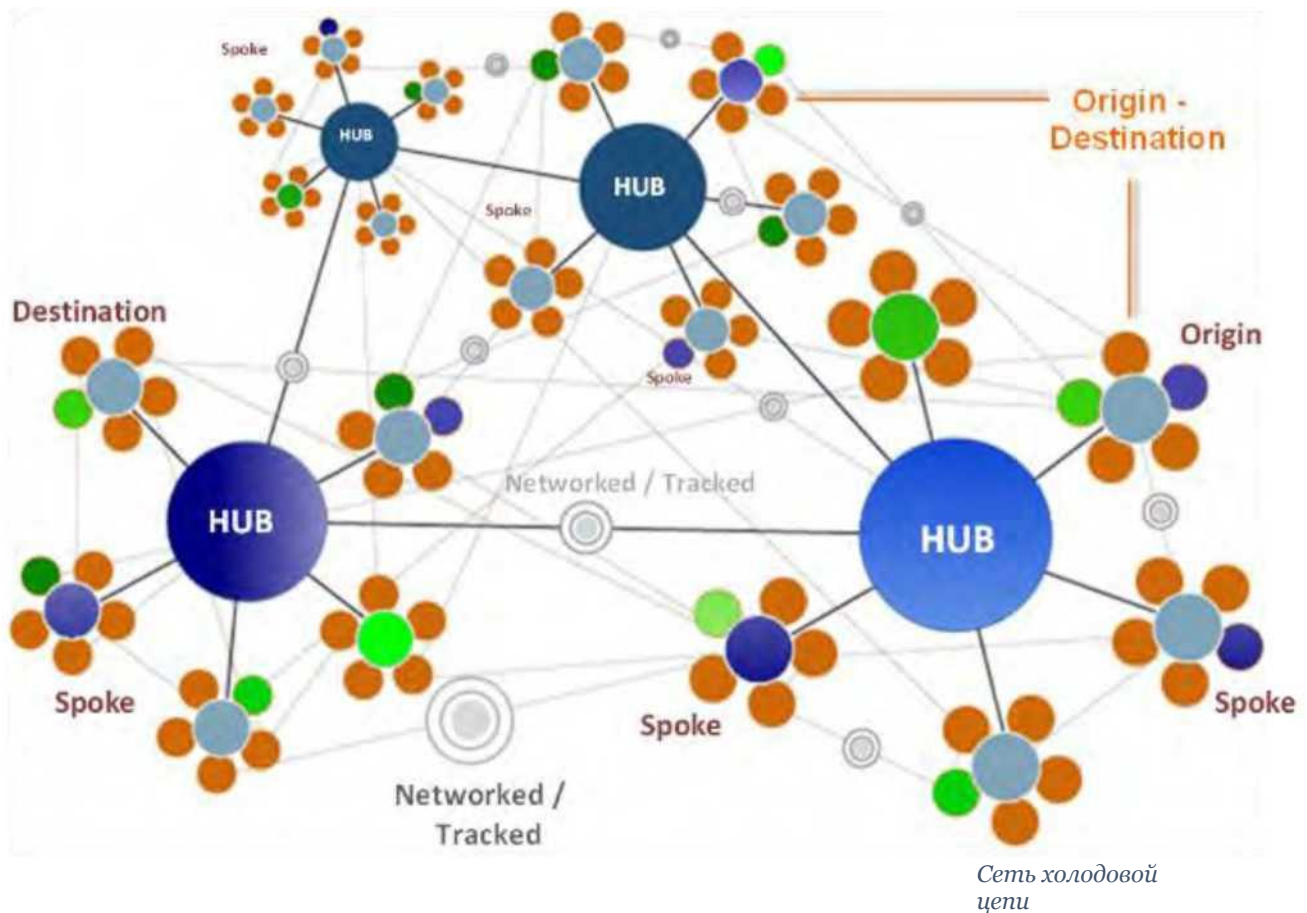 Spoke
HUB
HUB
Origin -
Destination
Spoke
Destination
Origin
Spoke
Networked / Tracked
HUB
HUB
Spoke
Spoke
Spoke
Networked /
Tracked
Сеть холодовой
цепи